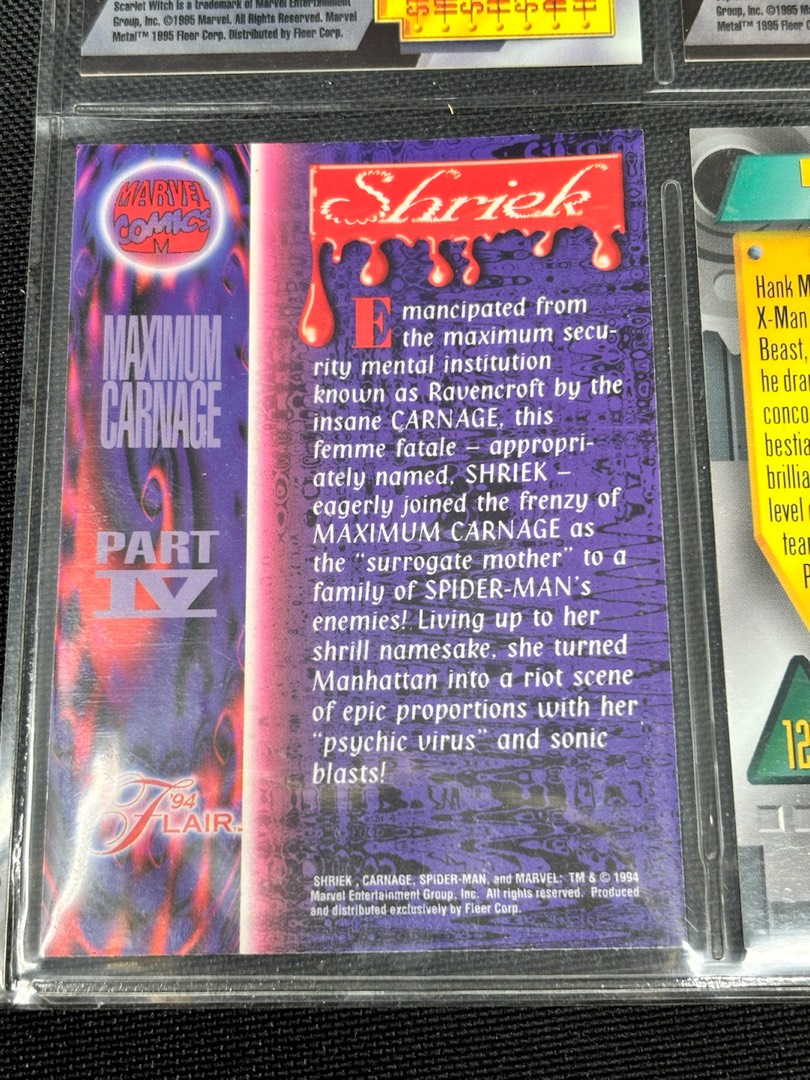 Scarlet Witch is a trademark of Marvel Entertainment
Group, Inc. ©1995 Marvel. All Rights Reserved. Marvel
Metal™ 1995 Fleer Corp. Distributed by Fleer Corp.
Group, Inc. ©1995 M
Metal™ 1995 Fleer
MARVEL
COMICS
M
MAXIMUM
CARNAGE
PART
IV
'94
FLAIR™
Shriek
Emancipated from
the maximum secu-
rity mental institution
known as Ravencroft by the
insane CARNAGE, this
femme fatale – appropri-
ately named, SHRIEK –
eagerly joined the frenzy of
MAXIMUM CARNAGE as
the "surrogate mother" to a
family of SPIDER-MAN's
enemies! Living up to her
shrill namesake, she turned
Manhattan into a riot scene
of epic proportions with her
"psychic virus" and sonic
blasts!
SHRIEK , CARNAGE, SPIDER-MAN, and MARVEL: TM & © 1994
Marvel Entertainment Group, Inc. All rights reserved. Produced
and distributed exclusively by Fleer Corp.
Hank M
X-Man
Beast,
he dra
conco
bestia
brillia
level
tea
P
12